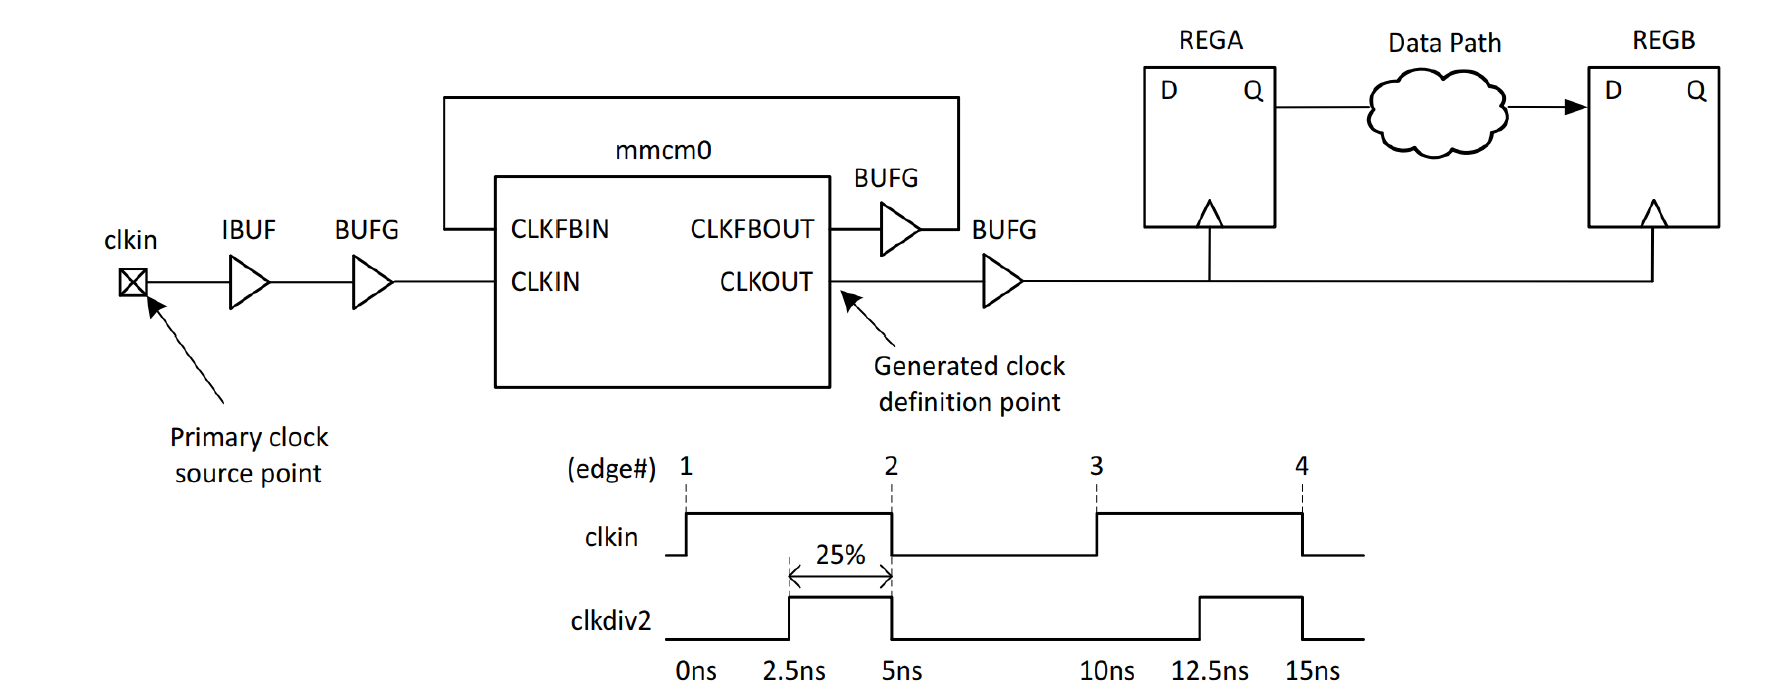 REGA
Data Path
REGB
D
Q
D
Q
mmcm0
BUFG
clkin
IBUF
BUFG
CLKFBIN
CLKFBOUT
BUFG
CLKIN
CLKOUT
Generated clock
definition point
Primary clock
source point
(edge#) 1 2 3 4
clkin
25%
clkdiv2
0ns 2.5ns 5ns 10ns 12.5ns 15ns